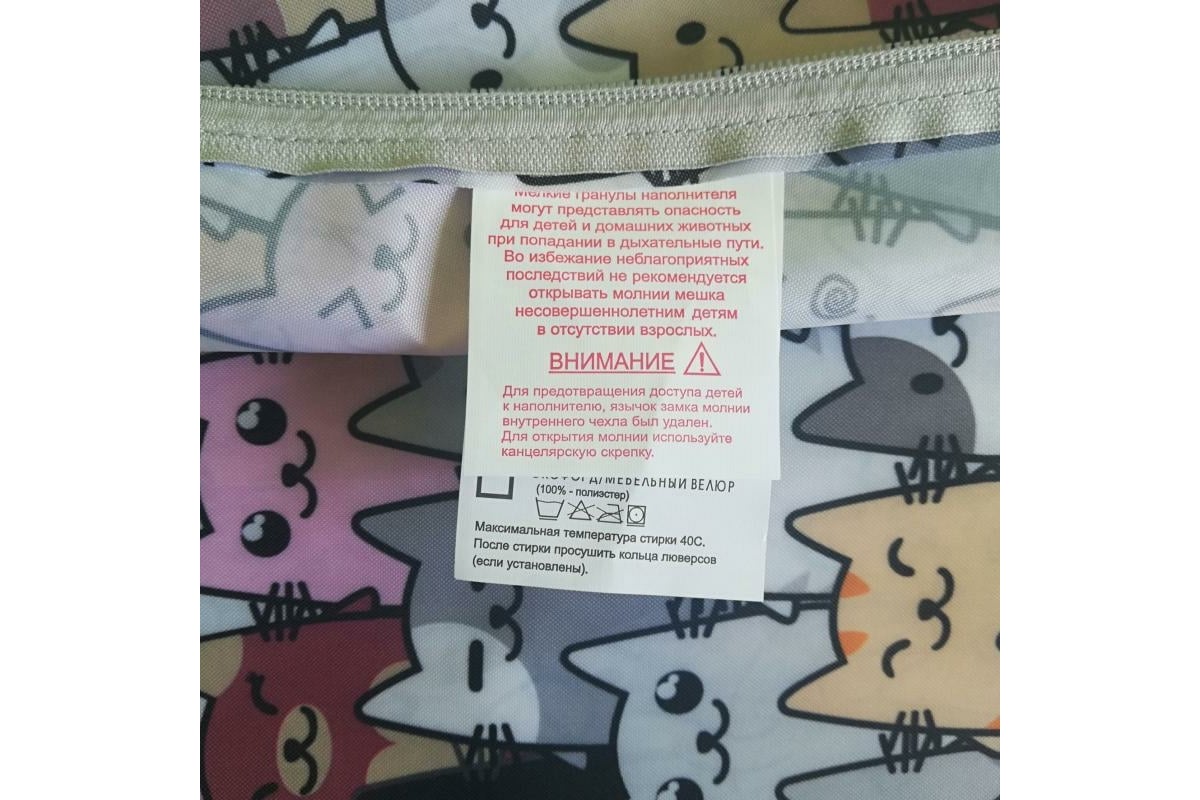 Мелкие гранулы наполнителя
могут представлять опасность
для детей и домашних животных
при попадании в дыхательные пути.
Во избежание неблагоприятных
последствий не рекомендуется
открывать молнии мешка
несовершеннолетним детям
в отсутствии взрослых.
ВНИМАНИЕ
Для предотвращения доступа детей
к наполнителю, язычок замка молнии
внутреннего чехла был удален.
Для открытия молнии используйте
канцелярскую скрепку.
ОКСФОРД/МЕБЕЛЬНЫЙ ВЕЛЮР
(100% - полиэстер)
Максимальная температура стирки 40С.
После стирки просушить кольца люверсов
(если установлены).